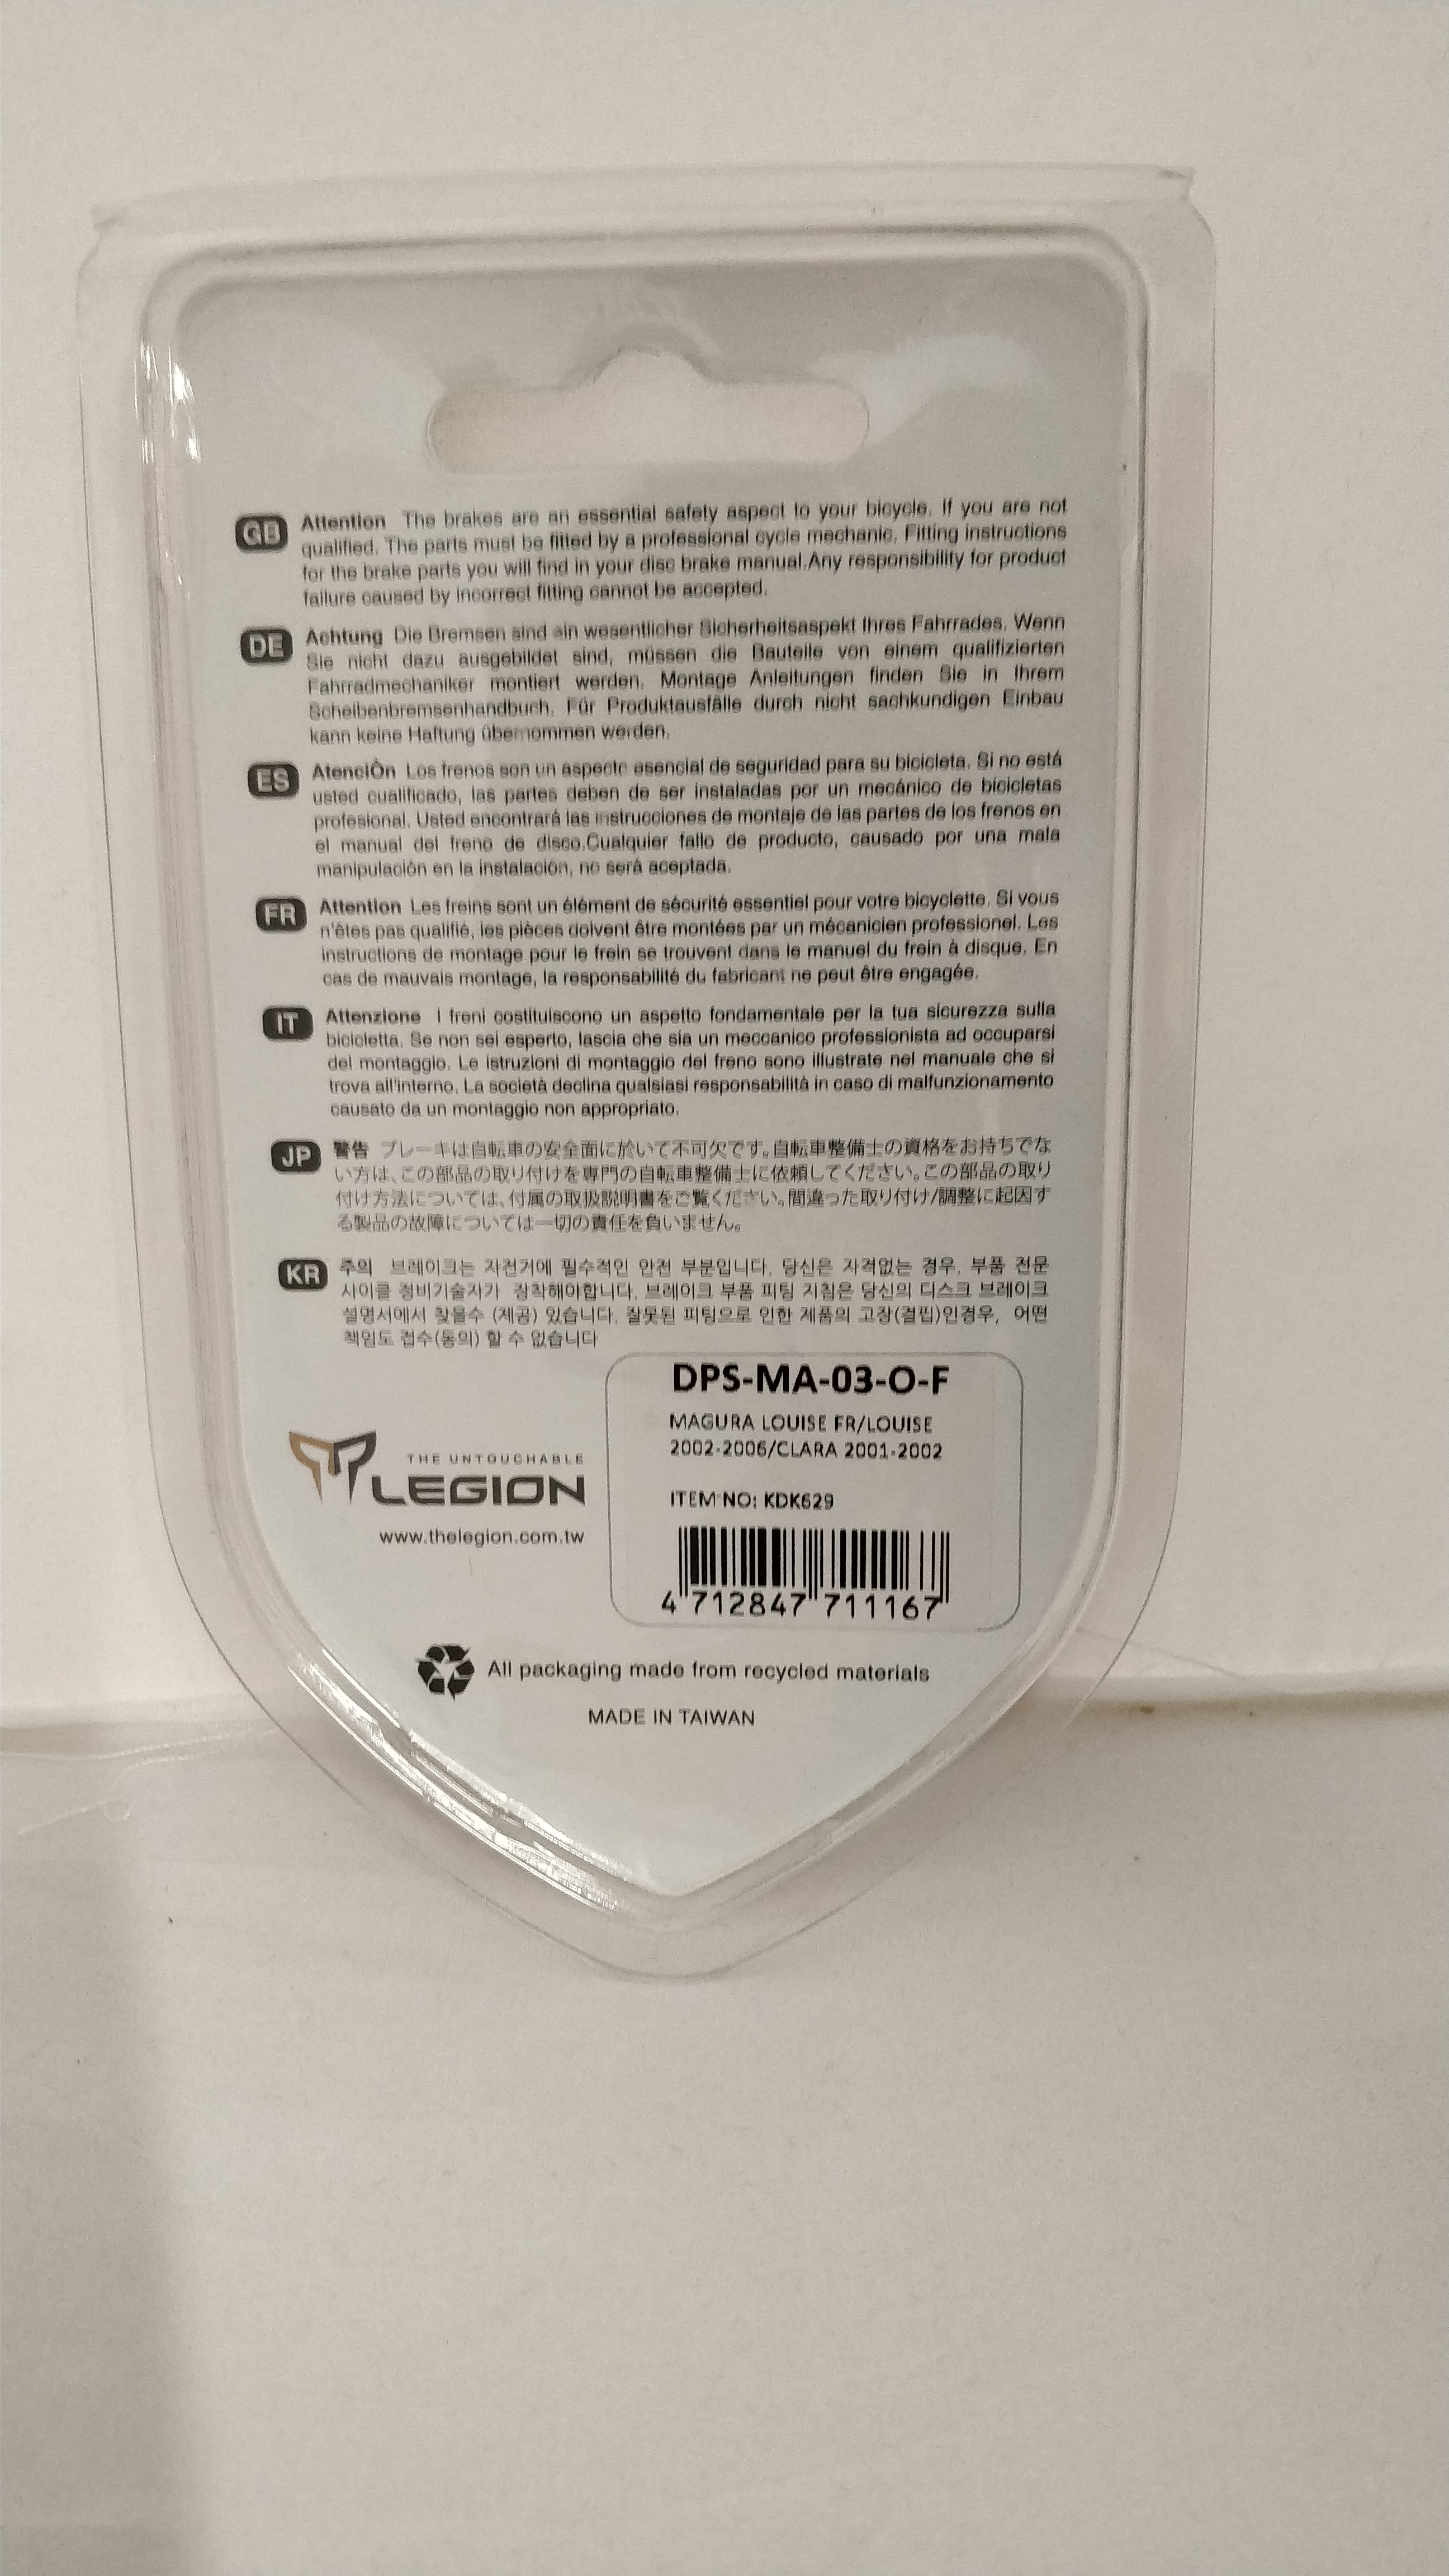 GB Attention The brakes are an essential safety aspect to your bicycle. If you are not
qualified. The parts must be fitted by a professional cycle mechanic. Fitting instructions
for the brake parts you will find in your disc brake manual.Any responsibility for product
failure caused by incorrect fitting cannot be accepted.
DE Achtung Die Bremsen sind ein wesentlicher Sicherheitsaspekt Ihres Fahrrades. Wenn
Sie nicht dazu ausgebildet sind, müssen die Bauteile von einem qualifizierten
Fahrradmechaniker montiert werden. Montage Anleitungen finden Sie in Ihrem
Scheibenbremsenhandbuch. Für Produktausfälle durch nicht sachkundigen Einbau
kann keine Haftung übernommen werden.
ES AtenciÒn Los frenos son un aspecto esencial de seguridad para su bicicleta. Si no está
usted cualificado, las partes deben de ser instaladas por un mecánico de bicicletas
profesional. Usted encontrará las instrucciones de montaje de las partes de los frenos en
el manual del freno de disco.Cualquier fallo de producto, causado por una mala
manipulación en la instalación, no será aceptada.
FR Attention Les freins sont un élément de sécurité essentiel pour votre bicyclette. Si vous
n'êtes pas qualifié, les pièces doivent être montées par un mécanicien professionel. Les
instructions de montage pour le frein se trouvent dans le manuel du frein à disque. En
cas de mauvais montage, la responsabilité du fabricant ne peut être engagée.
IT Attenzione I freni costituiscono un aspetto fondamentale per la tua sicurezza sulla
bicicletta. Se non sei esperto, lascia che sia un meccanico professionista ad occuparsi
del montaggio. Le istruzioni di montaggio del freno sono illustrate nel manuale che si
trova all'interno. La società declina qualsiasi responsabilità in caso di malfunzionamento
causato da un montaggio non appropriato.
JP 警告 ブレーキは自転車の安全面に於いて不可欠です。自転車整備士の資格をお持ちでな
い方は、この部品の取り付けを専門の自転車整備士に依頼してください。この部品の取り
付け方法については、付属の取扱説明書をご覧ください。間違った取り付け/調整に起因す
る製品の故障については一切の責任を負いません。
KR 주의 브레이크는 자전거에 필수적인 안전 부분입니다. 당신은 자격없는 경우, 부품 전문
사이클 정비기술자가 장착해야합니다. 브레이크 부품 피팅 지침은 당신의 디스크 브레이크
설명서에서 찾을수 (제공) 있습니다. 잘못된 피팅으로 인한 제품의 고장(결핍)인경우, 어떤
책임도 접수(동의) 할 수 없습니다
DPS-MA-03-O-F
MAGURA LOUISE FR/LOUISE
2002-2006/CLARA 2001-2002
ITEM NO: KDK629
4 712847 711167
THE UNTOUCHABLE
LEGION
www.thelegion.com.tw
All packaging made from recycled materials
MADE IN TAIWAN